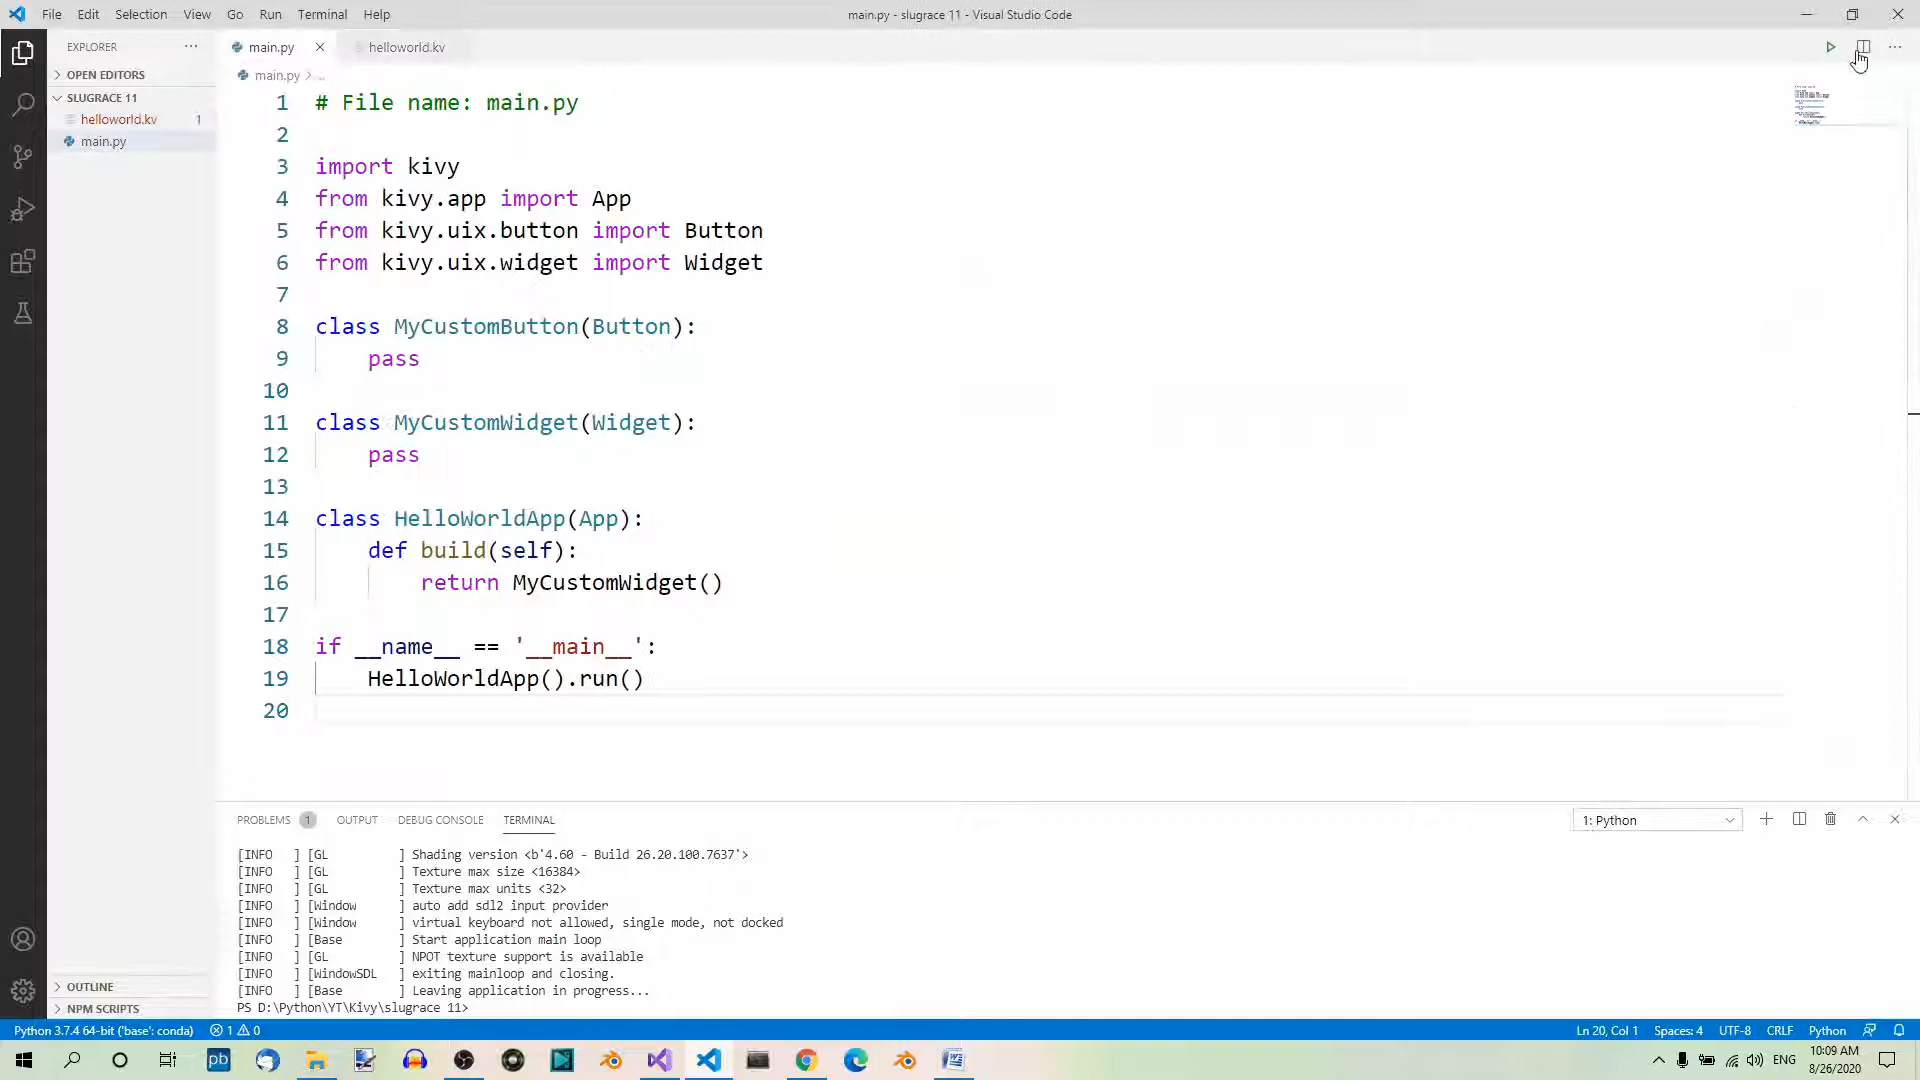 File Edit Selection View Go Run Terminal Help
main.py - slugrace 11 - Visual Studio Code
EXPLORER
OPEN EDITORS
SLUGRACE 11
helloworld.kv 1
main.py
main.py
helloworld.kv
main.py > ..
1 # File name: main.py
2
3 import kivy
4 from kivy.app import App
5 from kivy.uix.button import Button
6 from kivy.uix.widget import Widget
7
8 class MyCustomButton(Button):
9 pass
10
11 class MyCustomWidget(Widget):
12 pass
13
14 class HelloWorldApp(App):
15 def build(self):
16 return MyCustomWidget()
17
18 if __name__ == '__main__':
19 HelloWorldApp().run()
20
PROBLEMS 1 OUTPUT DEBUG CONSOLE TERMINAL
1: Python
[INFO ] [GL ] Shading version <b'4.60 - Build 26.20.100.7637'>
[INFO ] [GL ] Texture max size <16384>
[INFO ] [GL ] Texture max units <32>
[INFO ] [Window ] auto add sdl2 input provider
[INFO ] [Window ] virtual keyboard not allowed, single mode, not docked
[INFO ] [Base ] Start application main loop
[INFO ] [GL ] NPOT texture support is available
[INFO ] [WindowSDL ] exiting mainloop and closing.
[INFO ] [Base ] Leaving application in progress...
PS D:\Python\YT\Kivy\slugrace 11>
OUTLINE
NPM SCRIPTS
Python 3.7.4 64-bit ('base': conda) 1 0
Ln 20, Col 1 Spaces: 4 UTF-8 CRLF Python
pb
ENG
10:09 AM
8/26/2020